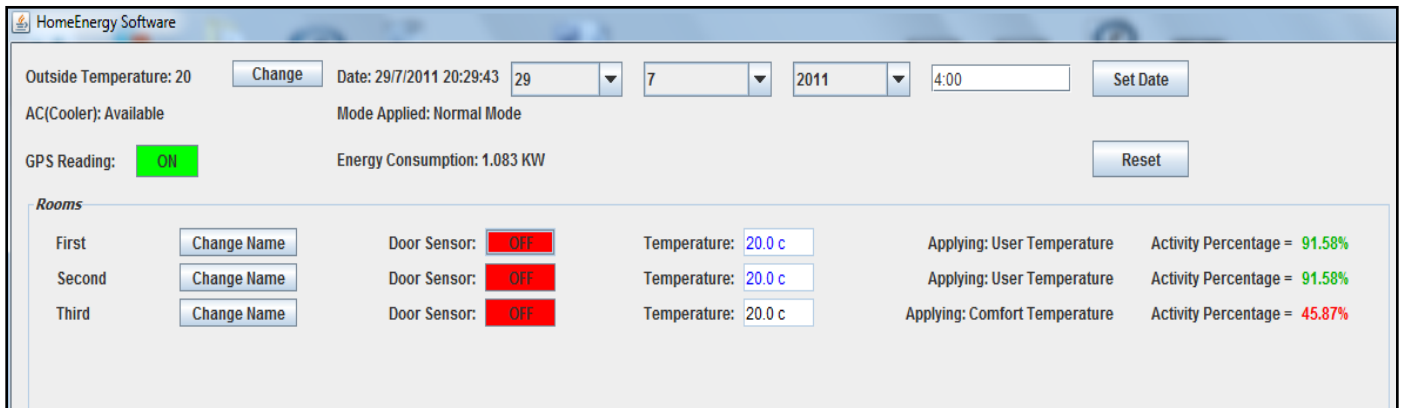 HomeEnergy Software
Outside Temperature: 20 Change Date: 29/7/2011 20:29:43 29 7 2011 4:00 Set Date
AC(Cooler): Available Mode Applied: Normal Mode
GPS Reading: ON Energy Consumption: 1.083 KW Reset
Rooms
First Change Name Door Sensor: OFF Temperature: 20.0 c Applying: User Temperature Activity Percentage = 91.58%
Second Change Name Door Sensor: OFF Temperature: 20.0 c Applying: User Temperature Activity Percentage = 91.58%
Third Change Name Door Sensor: OFF Temperature: 20.0 c Applying: Comfort Temperature Activity Percentage = 45.87%